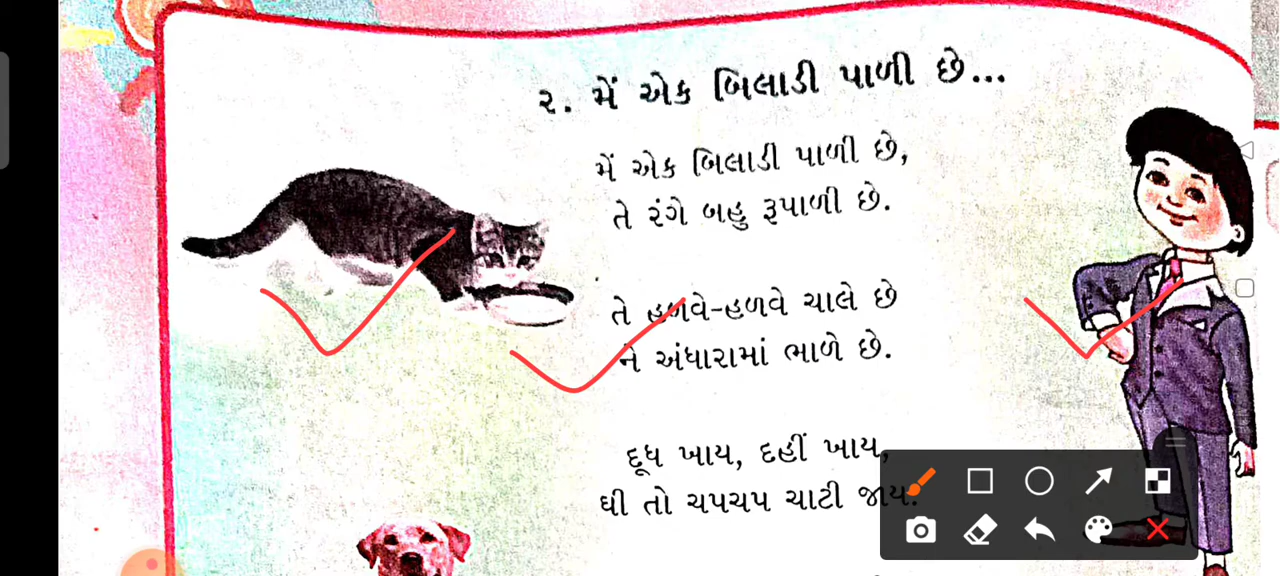 ૨. મેં એક બિલાડી પાળી છે...
મેં એક બિલાડી પાળી છે,
તે રંગે બહુ રૂપાળી છે.
તે હળવે-હળવે ચાલે છે
ને અંધારામાં ભાળે છે.
દૂધ ખાય, દહીં ખાય,
ઘી તો ચપચપ ચાટી જાય.